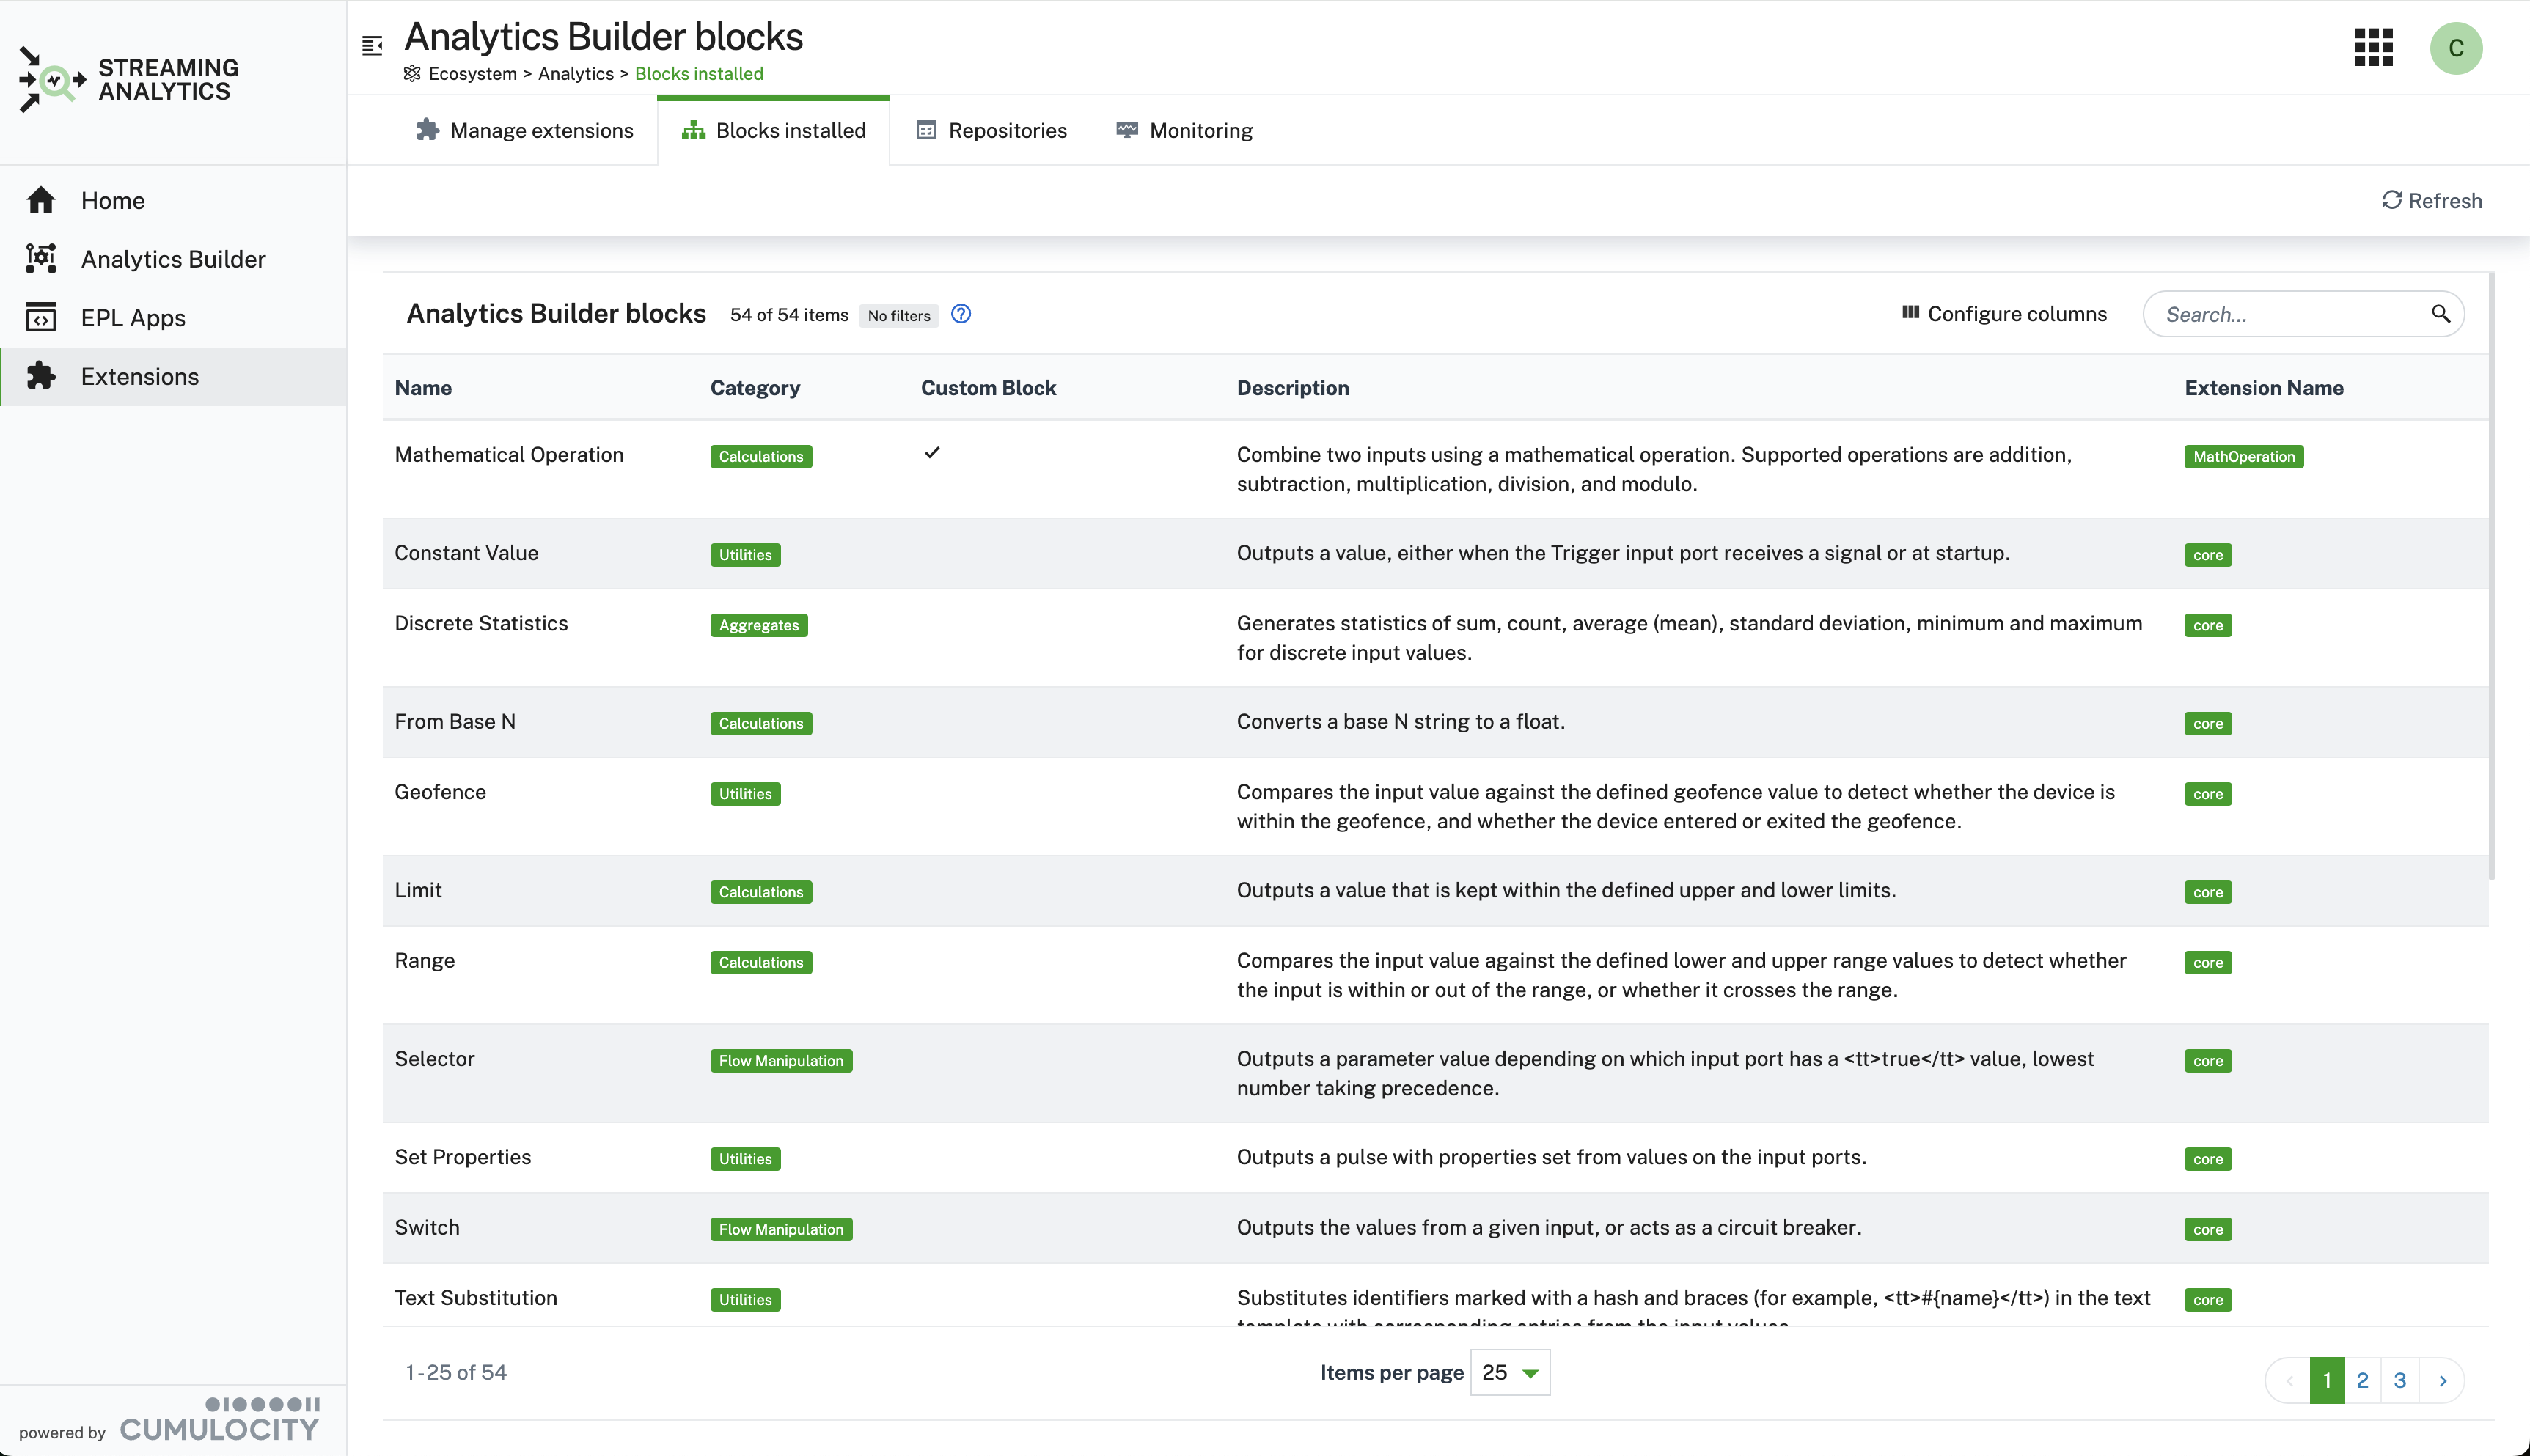 STREAMING
ANALYTICS
Home
Analytics Builder
EPL Apps
Extensions
powered by CUMULOCITY
Analytics Builder blocks
Ecosystem > Analytics > Blocks installed
C
Manage extensions Blocks installed Repositories Monitoring
Refresh
Analytics Builder blocks 54 of 54 items No filters ? Configure columns Search...
Name Category Custom Block Description Extension Name
Mathematical Operation Calculations Combine two inputs using a mathematical operation. Supported operations are addition, MathOperation
subtraction, multiplication, division, and modulo.
Constant Value Utilities Outputs a value, either when the Trigger input port receives a signal or at startup. core
Discrete Statistics Aggregates Generates statistics of sum, count, average (mean), standard deviation, minimum and maximum core
for discrete input values.
From Base N Calculations Converts a base N string to a float. core
Geofence Utilities Compares the input value against the defined geofence value to detect whether the device is core
within the geofence, and whether the device entered or exited the geofence.
Limit Calculations Outputs a value that is kept within the defined upper and lower limits. core
Range Calculations Compares the input value against the defined lower and upper range values to detect whether core
the input is within or out of the range, or whether it crosses the range.
Selector Flow Manipulation Outputs a parameter value depending on which input port has a <tt>true</tt> value, lowest core
number taking precedence.
Set Properties Utilities Outputs a pulse with properties set from values on the input ports. core
Switch Flow Manipulation Outputs the values from a given input, or acts as a circuit breaker. core
Text Substitution Utilities Substitutes identifiers marked with a hash and braces (for example, <tt>#{name}</tt>) in the text core
template with corresponding entries from the input values.
1-25 of 54 Items per page 25 1 2 3